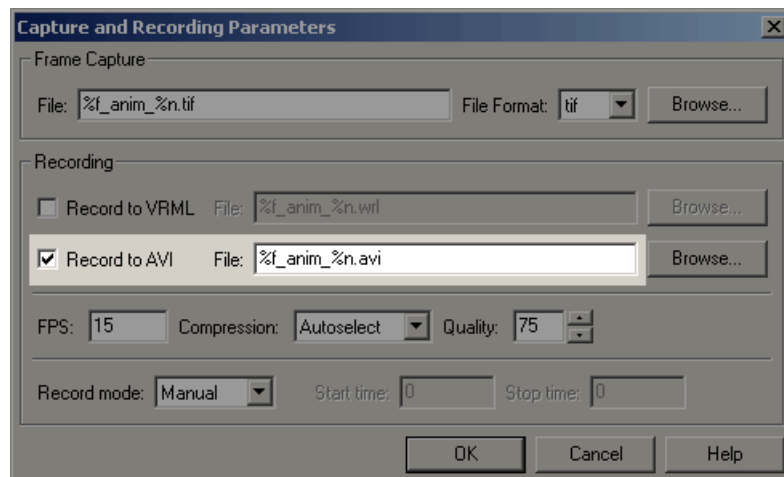 Capture and Recording Parameters
Frame Capture
File: %f_anim_%n.tif File Format: tif Browse...
Recording
Record to VRML File: %f_anim_%n.wrl Browse...
Record to AVI File: %f_anim_%n.avi Browse...
FPS: 15 Compression: Autoselect Quality: 75
Record mode: Manual Start time: 0 Stop time: 0
OK Cancel Help